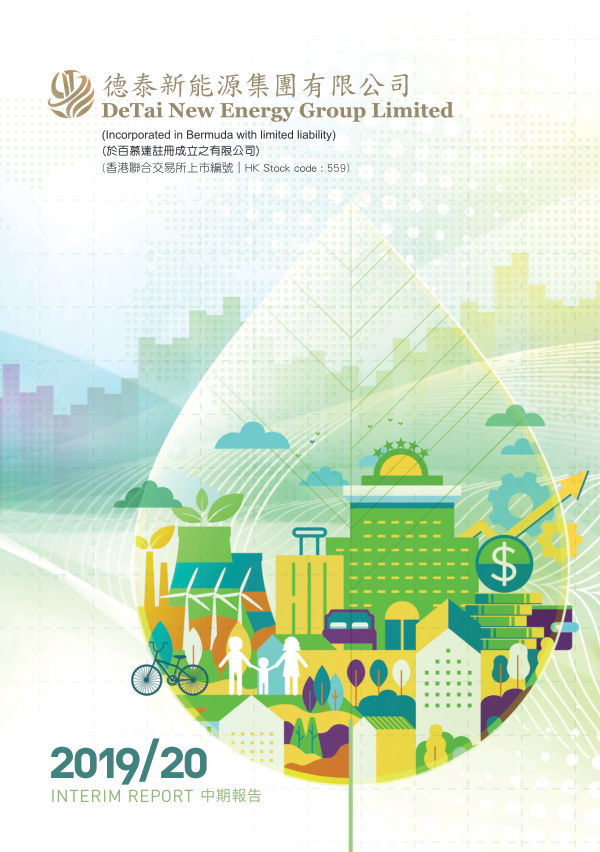 德泰新能源集團有限公司
DeTai New Energy Group Limited
(Incorporated in Bermuda with limited liability)
(於百慕達註冊成立之有限公司)
(香港聯合交易所上市編號｜HK Stock code : 559)
$
2019/20
INTERIM REPORT 中期報告